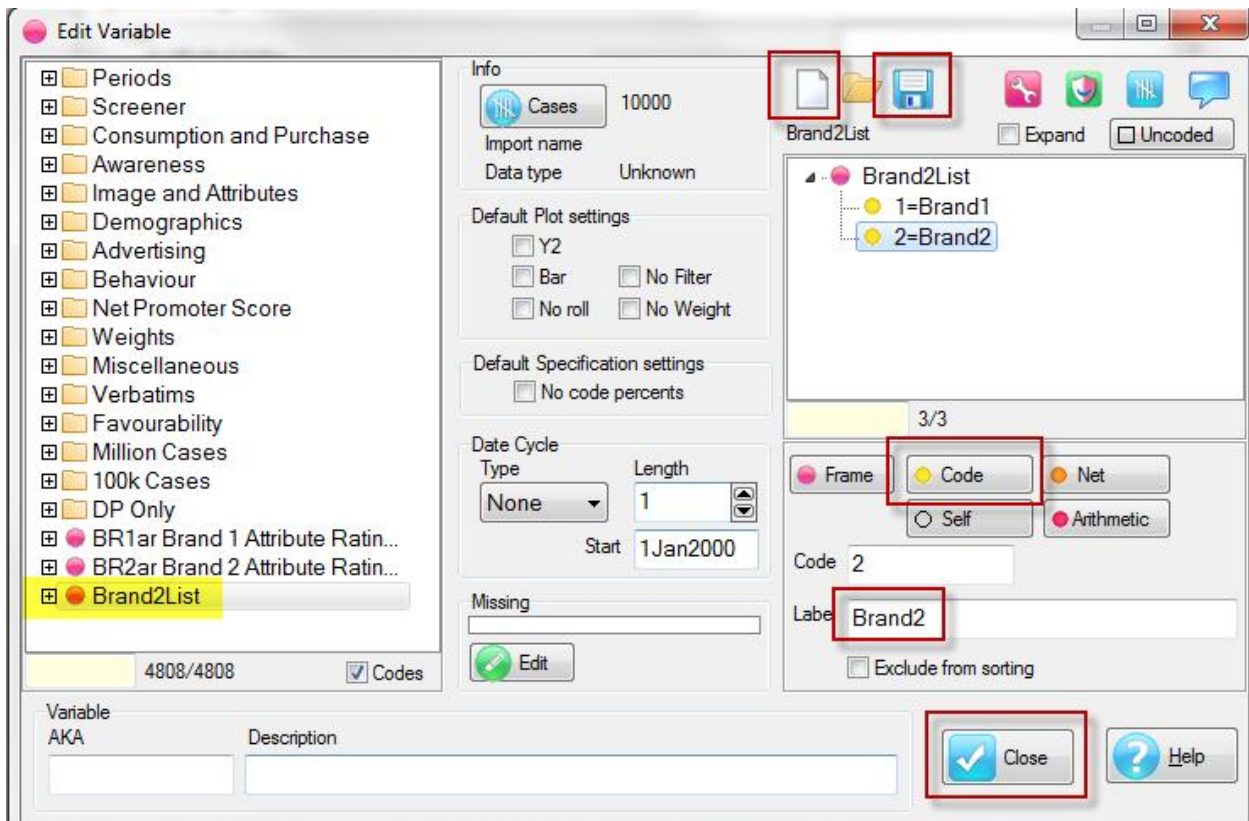 Edit Variable
Periods
Screener
Consumption and Purchase
Awareness
Image and Attributes
Demographics
Advertising
Behaviour
Net Promoter Score
Weights
Miscellaneous
Verbatims
Favourability
Million Cases
100k Cases
DP Only
BR1ar Brand 1 Attribute Ratin...
BR2ar Brand 2 Attribute Ratin...
Brand2List
4808/4808 Codes
Info
Cases 10000
Import name
Data type Unknown
Default Plot settings
Y2
Bar No Filter
No roll No Weight
Default Specification settings
No code percents
Date Cycle
Type Length
None 1
Start 1Jan2000
Missing
Edit
Brand2List Expand Uncoded
Brand2List
1=Brand1
2=Brand2
3/3
Frame Code Net
Self Arithmetic
Code 2
Labe Brand2
Exclude from sorting
Variable
AKA Description
Close Help